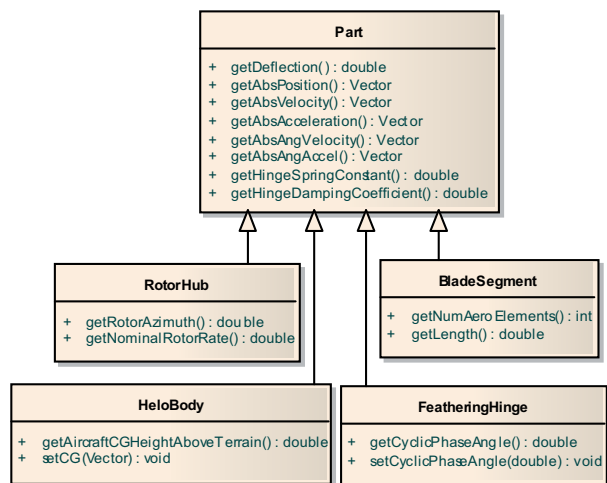 Part
+ getDeflection() : double
+ getAbsPosition() : Vector
+ getAbsVelocity() : Vector
+ getAbsAcceleration() : Vector
+ getAbsAngVelocity() : Vector
+ getAbsAngAccel() : Vector
+ getHingeSpringConstant() : double
+ getHingeDampingCoefficient() : double
RotorHub
+ getRotorAzimuth() : double
+ getNominalRotorRate() : double
BladeSegment
+ getNumAeroElements() : int
+ getLength() : double
HeloBody
+ getAircraftCGHeightAboveTerrain() : double
+ setCG(Vector) : void
FeatheringHinge
+ getCyclicPhaseAngle() : double
+ setCyclicPhaseAngle(double) : void